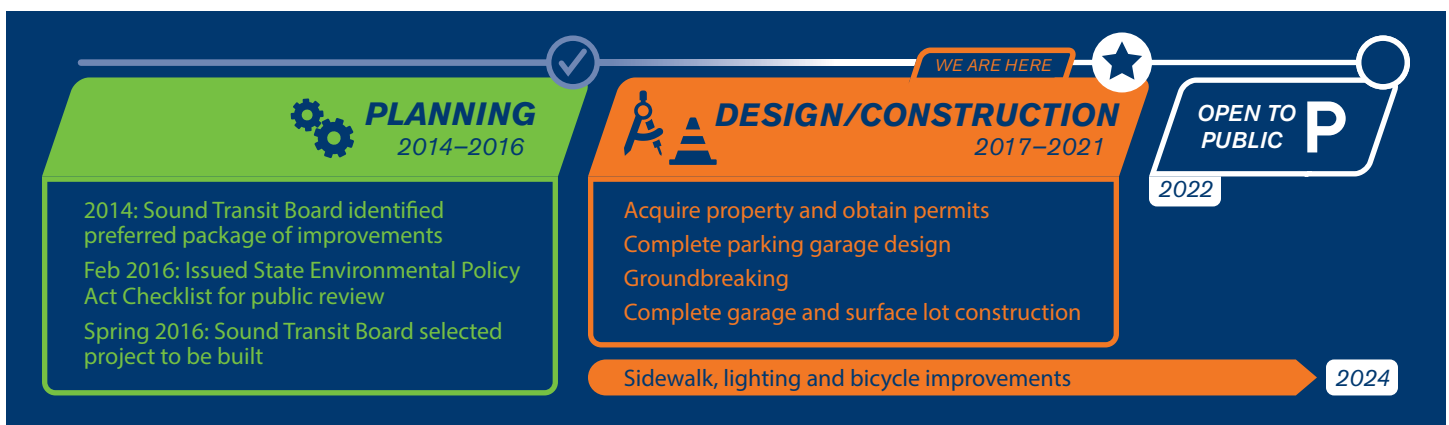 WE ARE HERE
PLANNING
2014–2016
2014: Sound Transit Board identified
preferred package of improvements
Feb 2016: Issued State Environmental Policy
Act Checklist for public review
Spring 2016: Sound Transit Board selected
project to be built
DESIGN/CONSTRUCTION
2017–2021
Acquire property and obtain permits
Complete parking garage design
Groundbreaking
Complete garage and surface lot construction
Sidewalk, lighting and bicycle improvements
2024
OPEN TO
PUBLIC
P
2022